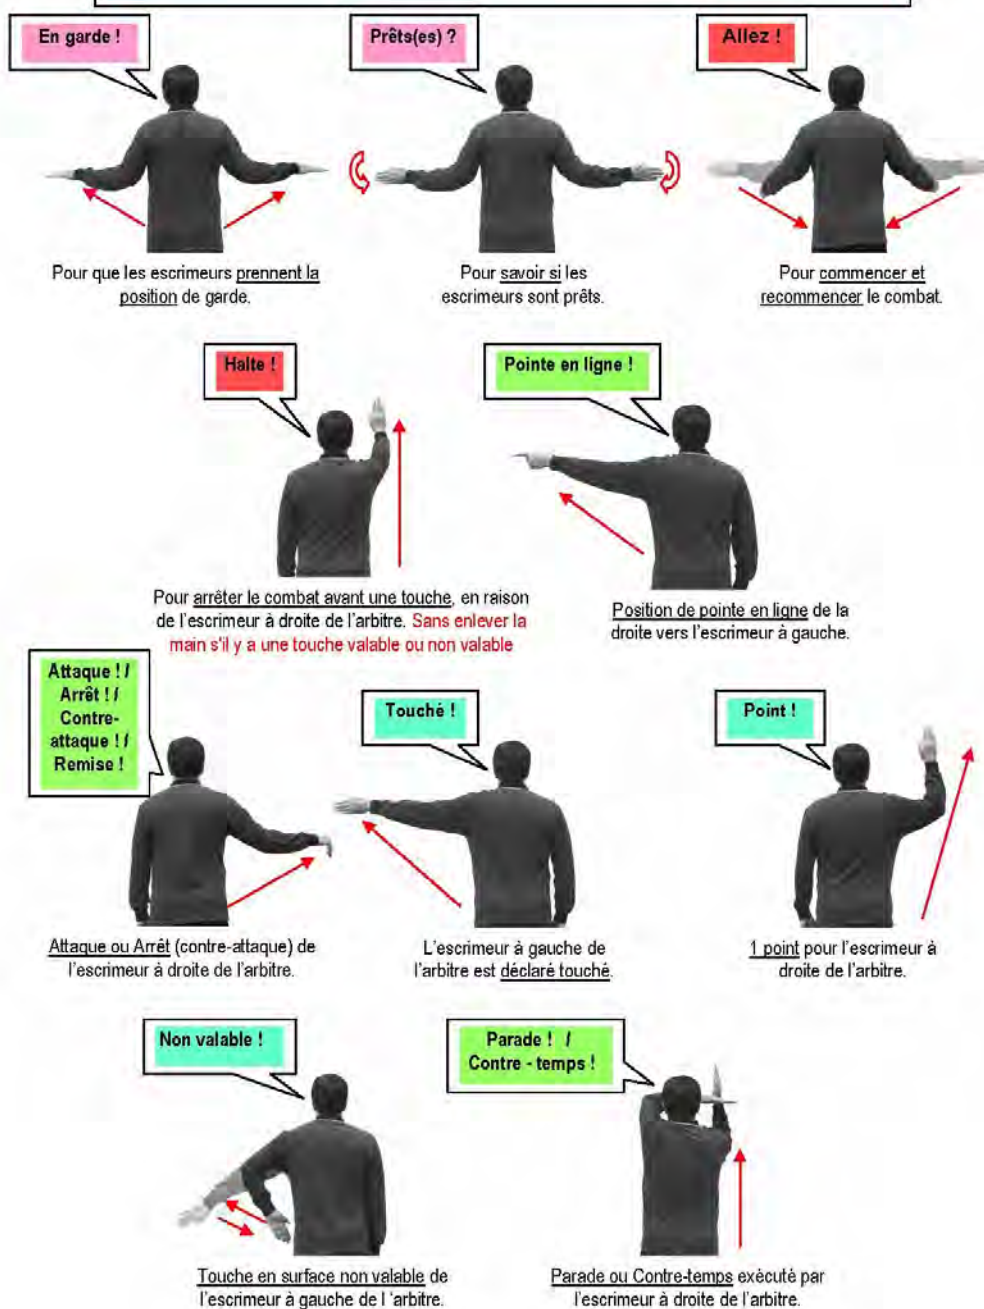 En garde !
Prêts(es) ?
Allez !
Pour que les escrimeurs prennent la
position de garde.
Pour savoir si les
escrimeurs sont prêts.
Pour commencer et
recommencer le combat.
Halte !
Pointe en ligne !
Pour arrêter le combat avant une touche, en raison
de l'escrimeur à droite de l'arbitre. Sans enlever la
main s'il y a une touche valable ou non valable
Position de pointe en ligne de la
droite vers l'escrimeur à gauche.
Attaque ! /
Arrêt ! /
Contre-
attaque ! /
Remise !
Touché !
Point !
Attaque ou Arrêt (contre-attaque) de
l'escrimeur à droite de l'arbitre.
L'escrimeur à gauche de
l'arbitre est déclaré touché.
1 point pour l'escrimeur à
droite de l'arbitre.
Non valable !
Parade ! /
Contre - temps !
Touche en surface non valable de
l'escrimeur à gauche de l 'arbitre.
Parade ou Contre-temps exècuté par
l'escrimeur à droite de l'arbitre.